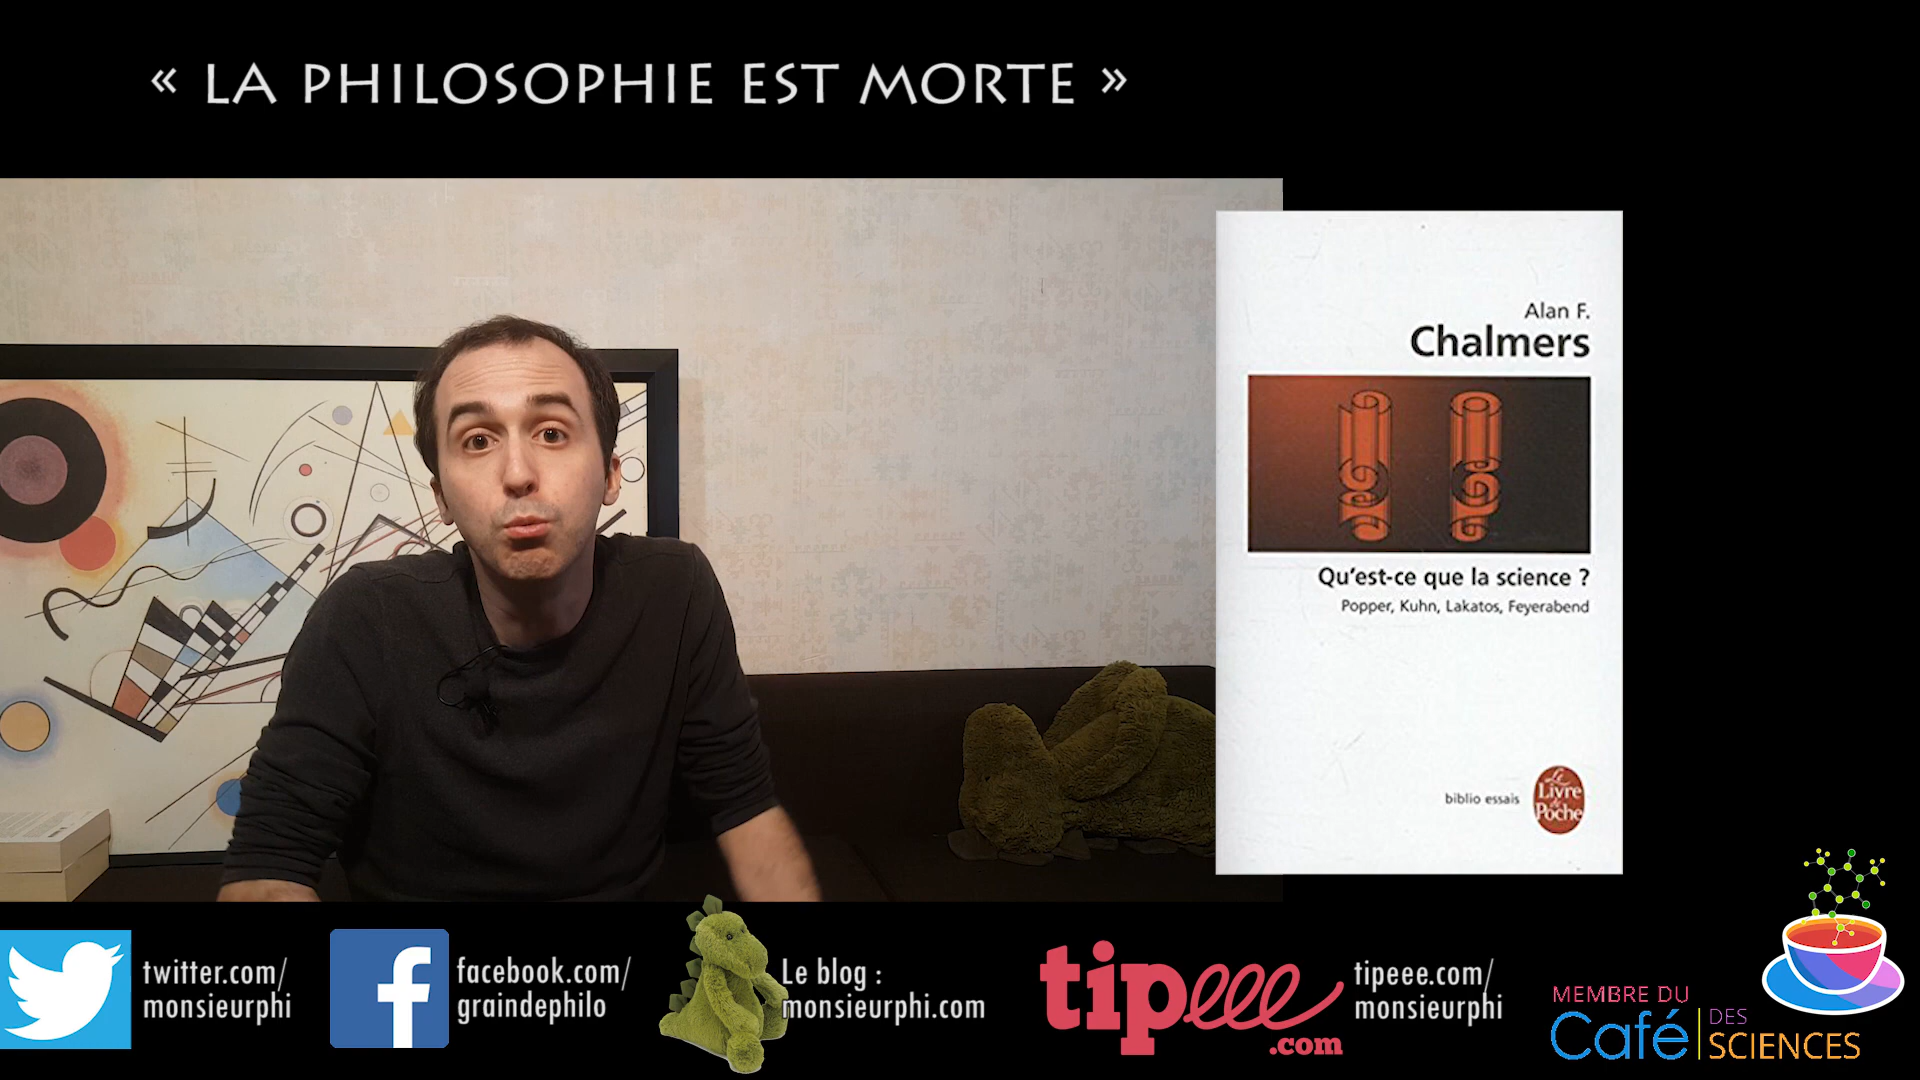 « LA PHILOSOPHIE EST MORTE »
Alan F.
Chalmers
Qu'est-ce que la science ?
Popper, Kuhn, Lakatos, Feyerabend
biblio essais
Le
Livre
de
Poche
twitter.com/
monsieurphi
facebook.com/
graindephilo
Le blog :
monsieurphi.com
tipeee
.com
tipeee.com/
monsieurphi
MEMBRE DU
Café
DES
SCIENCES